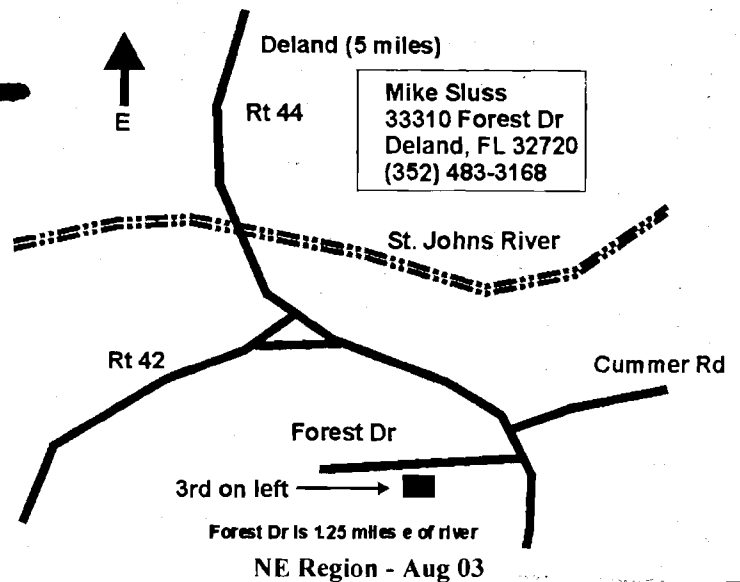 Deland (5 miles)
E
Rt 44
Mike Sluss
33310 Forest Dr
Deland, FL 32720
(352) 483-3168
St. Johns River
Rt 42
Cummer Rd
Forest Dr
3rd on left
Forest Dr is 1.25 miles e of river
NE Region - Aug 03